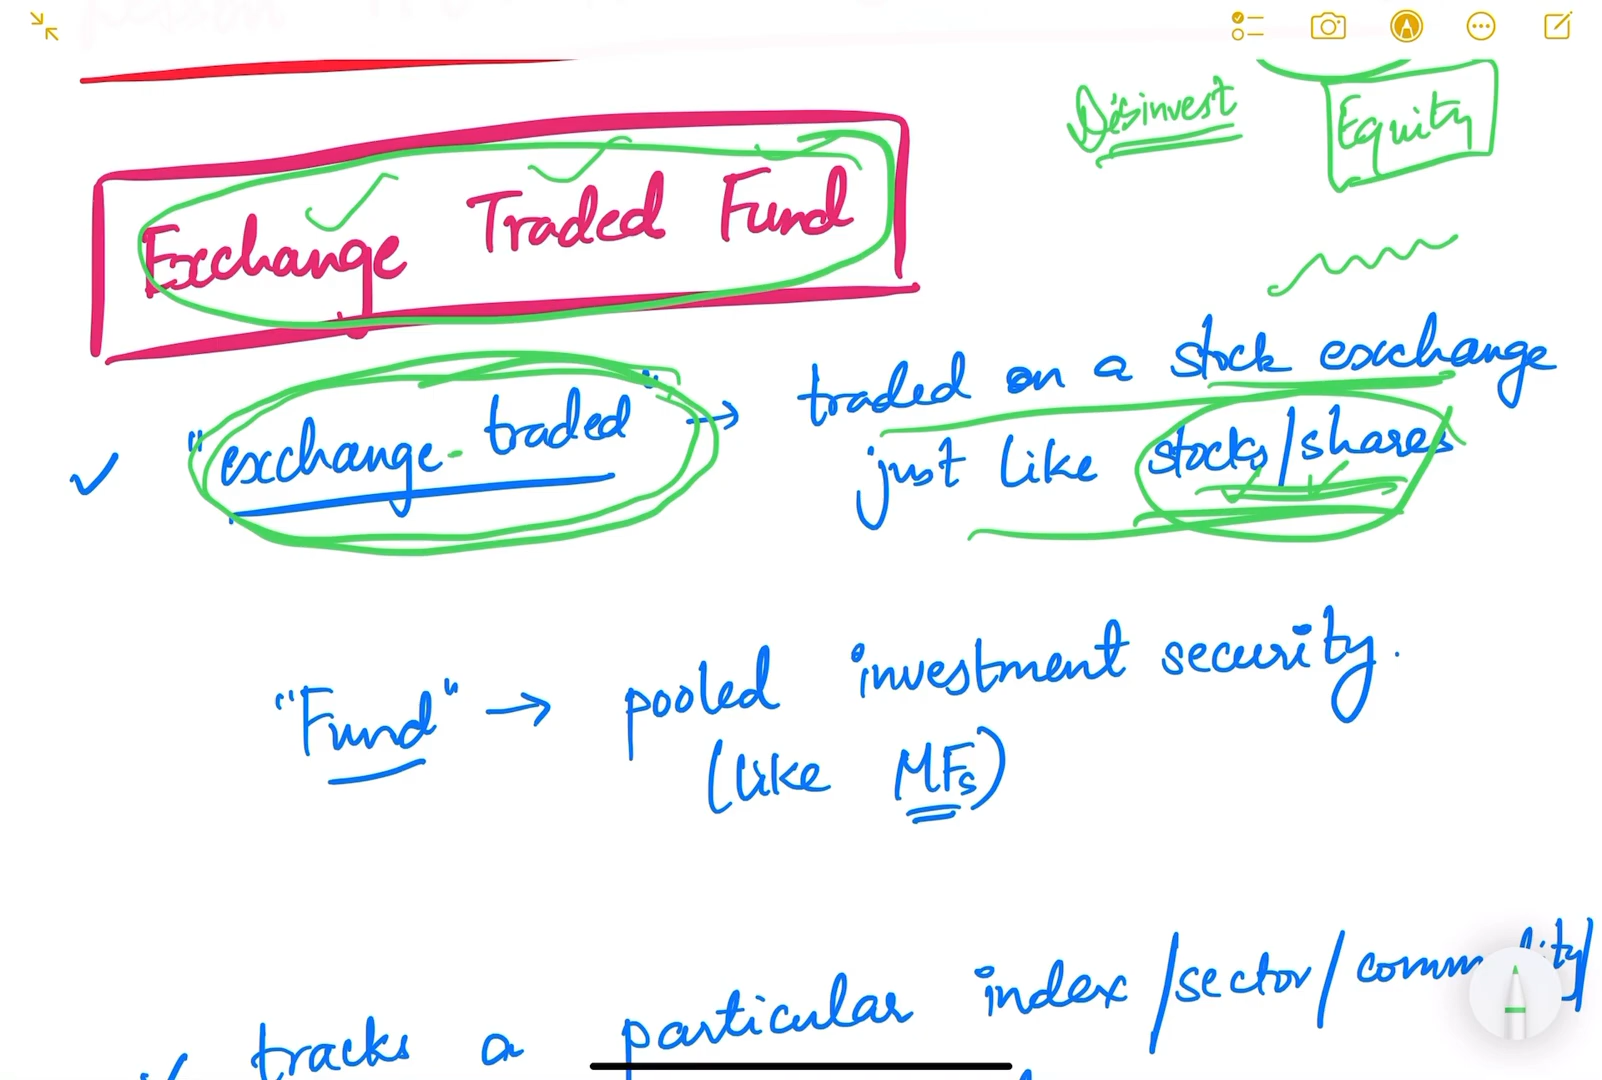 Disinvest Equity
Exchange Traded Fund
"exchange-traded" → traded on a stock exchange
just like stocks/shares
"Fund" → pooled investment security.
(like MFs)
tracks a particular index/sector/